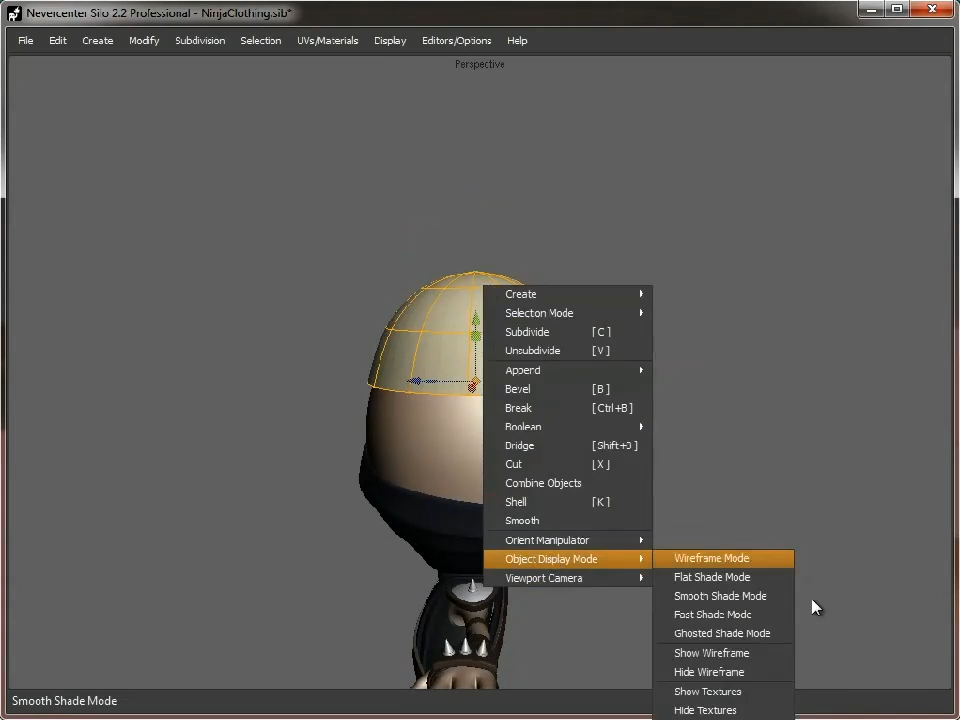 Nevercenter Silo 2.2 Professional - NinjaClothing.sib*
File Edit Create Modify Subdivision Selection UVs/Materials Display Editors/Options Help
Perspective
Create
Selection Mode
Subdivide [ C ]
Unsubdivide [ V ]
Append
Bevel [ B ]
Break [ Ctrl+B ]
Boolean
Bridge
Cut [ X ]
Combine Objects
Shell [ K ]
Smooth
Orient Manipulator
Object Display Mode
Viewport Camera
Wireframe Mode
Flat Shade Mode
Smooth Shade Mode
Fast Shade Mode
Ghosted Shade Mode
Show Wireframe
Hide Wireframe
Show Textures
Hide Textures
Smooth Shade Mode